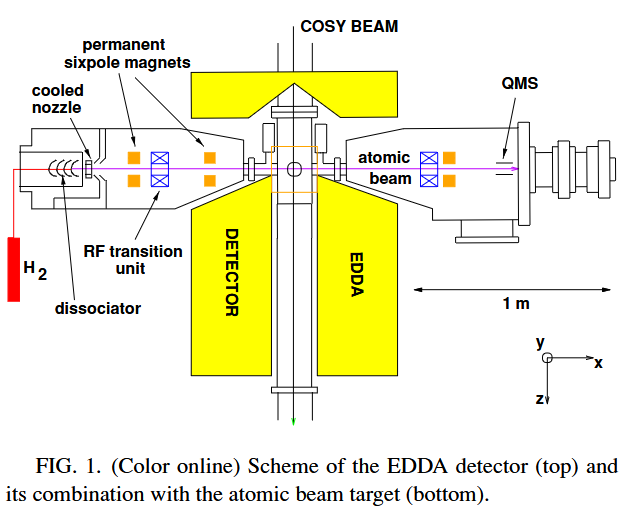 COSY BEAM
permanent
sixpole magnets
cooled
nozzle
QMS
atomic
beam
RF transition
unit
H2
dissociator
DETECTOR
EDDA
1 m
y
x
z
FIG. 1. (Color online) Scheme of the EDDA detector (top) and
its combination with the atomic beam target (bottom).